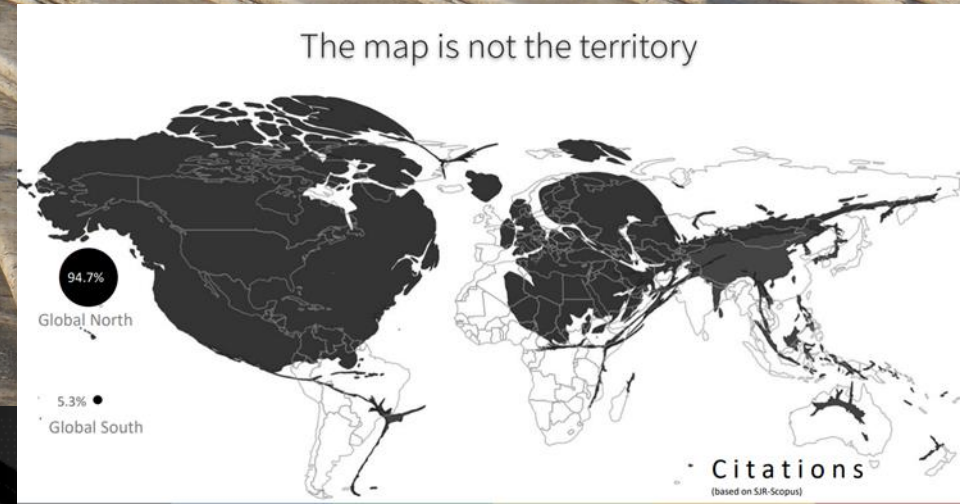 The map is not the territory
94.7%
Global North
5.3%
Global South
Citations
(based on SJR-Scopus)